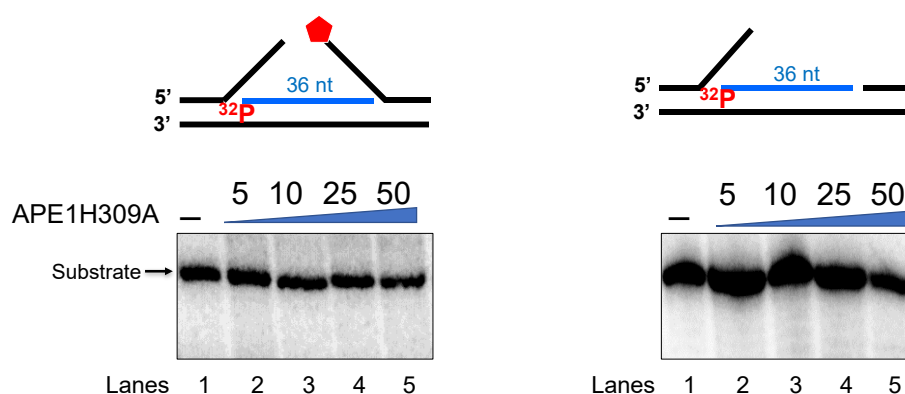 36 nt
5’
32P
3’
5 10 25 50
APE1H309A –
Substrate
Lanes 1 2 3 4 5
36 nt
5’
32P
3’
5 10 25 50
–
Lanes 1 2 3 4 5